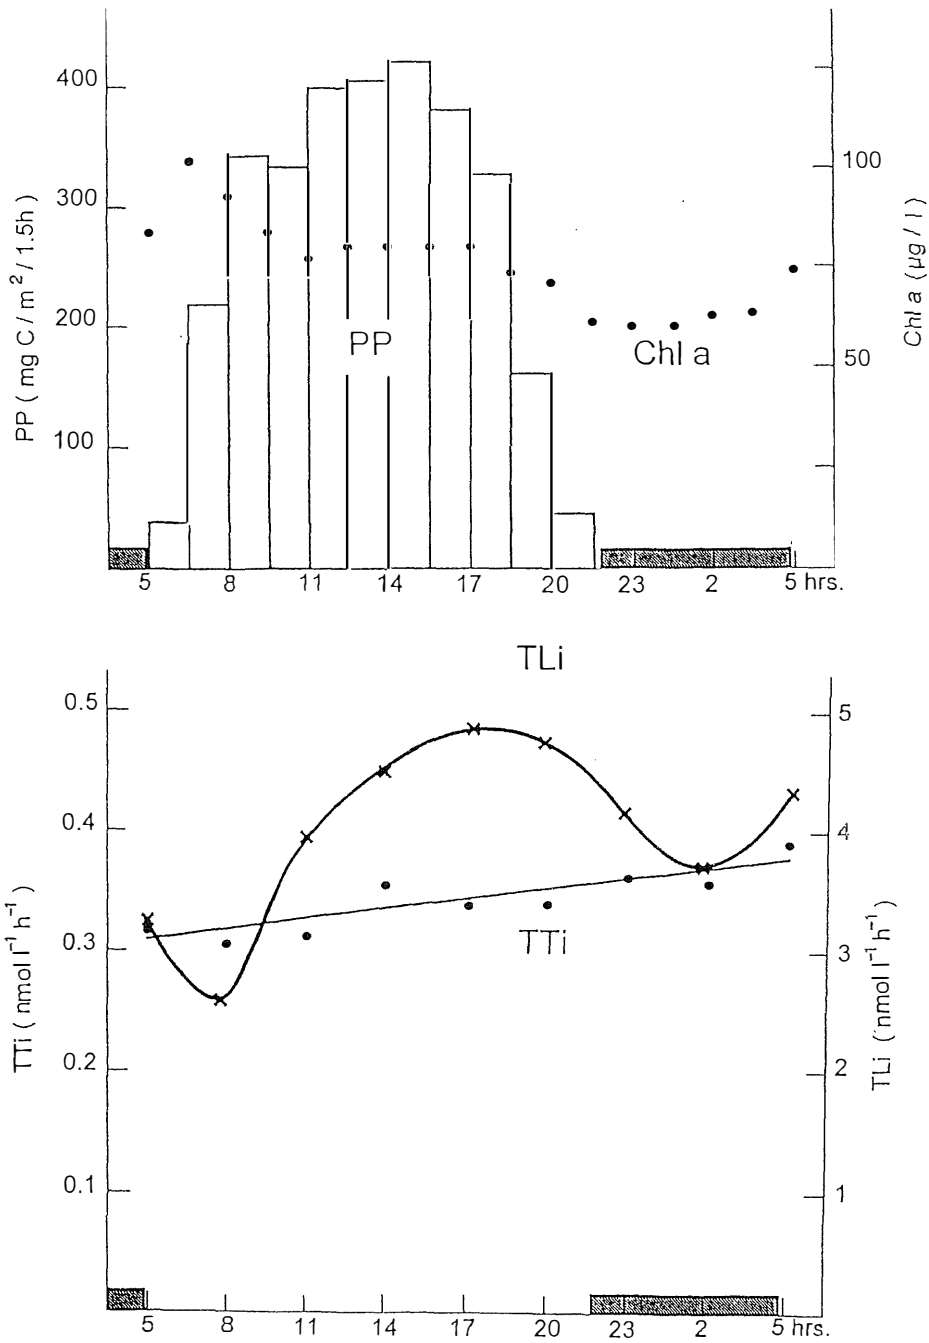 PP ( mg C / m² / 1.5h )
400
300
200
100
100
50
Chl a ( µg / l )
PP
Chl a
5 8 11 14 17 20 23 2 5 hrs.
TLi
TTi ( nmol l⁻¹ h⁻¹ )
0.5
0.4
0.3
0.2
0.1
5
4
3
2
1
TLi ( nmol l⁻¹ h⁻¹ )
TTi
5 8 11 14 17 20 23 2 5 hrs.